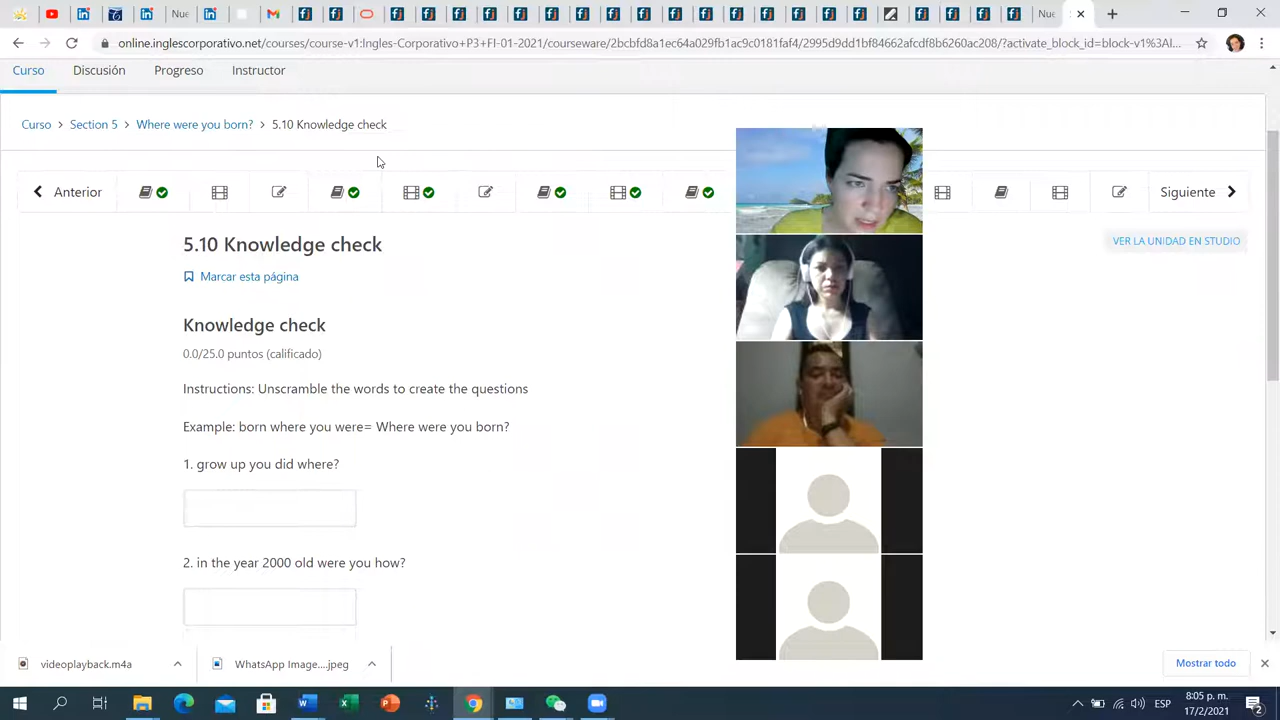 Nue
Nue
online.inglescorporativo.net/courses/course-v1:Ingles-Corporativo+P3+FI-01-2021/courseware/2bcbfd8a1ec64a029fb1ac9c0181faf4/2995d9dd1bf84662afcdf8b6260ac208/?activate_block_id=block-v1%3AI...
Curso Discusión Progreso Instructor
Curso > Section 5 > Where were you born? > 5.10 Knowledge check
Anterior Siguiente
5.10 Knowledge check
VER LA UNIDAD EN STUDIO
Marcar esta página
Knowledge check
0.0/25.0 puntos (calificado)
Instructions: Unscramble the words to create the questions
Example: born where you were= Where were you born?
1. grow up you did where?
2. in the year 2000 old were you how?
videoplayback.m4a WhatsApp Image....jpeg Mostrar todo
ESP 8:05 p. m.
17/2/2021 2